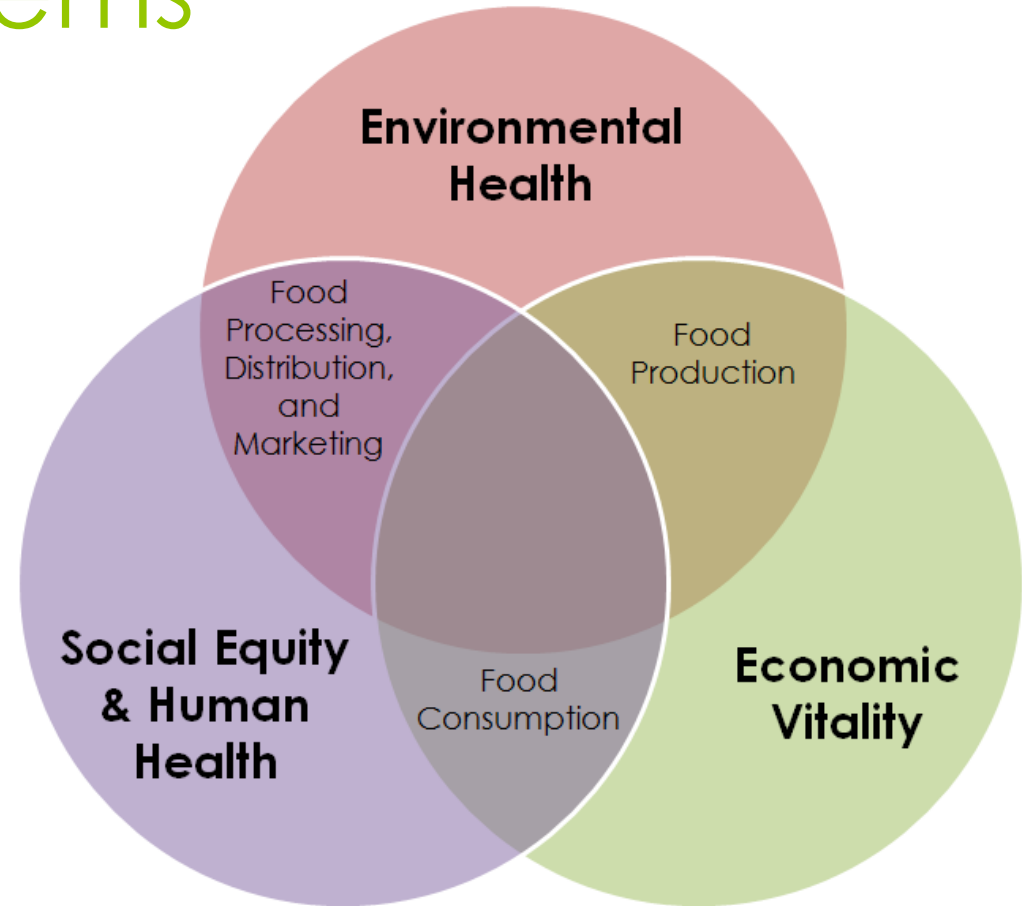 Environmental
Health
Food
Processing,
Distribution,
and
Marketing
Food
Production
Social Equity
& Human
Health
Economic
Vitality
Food
Consumption